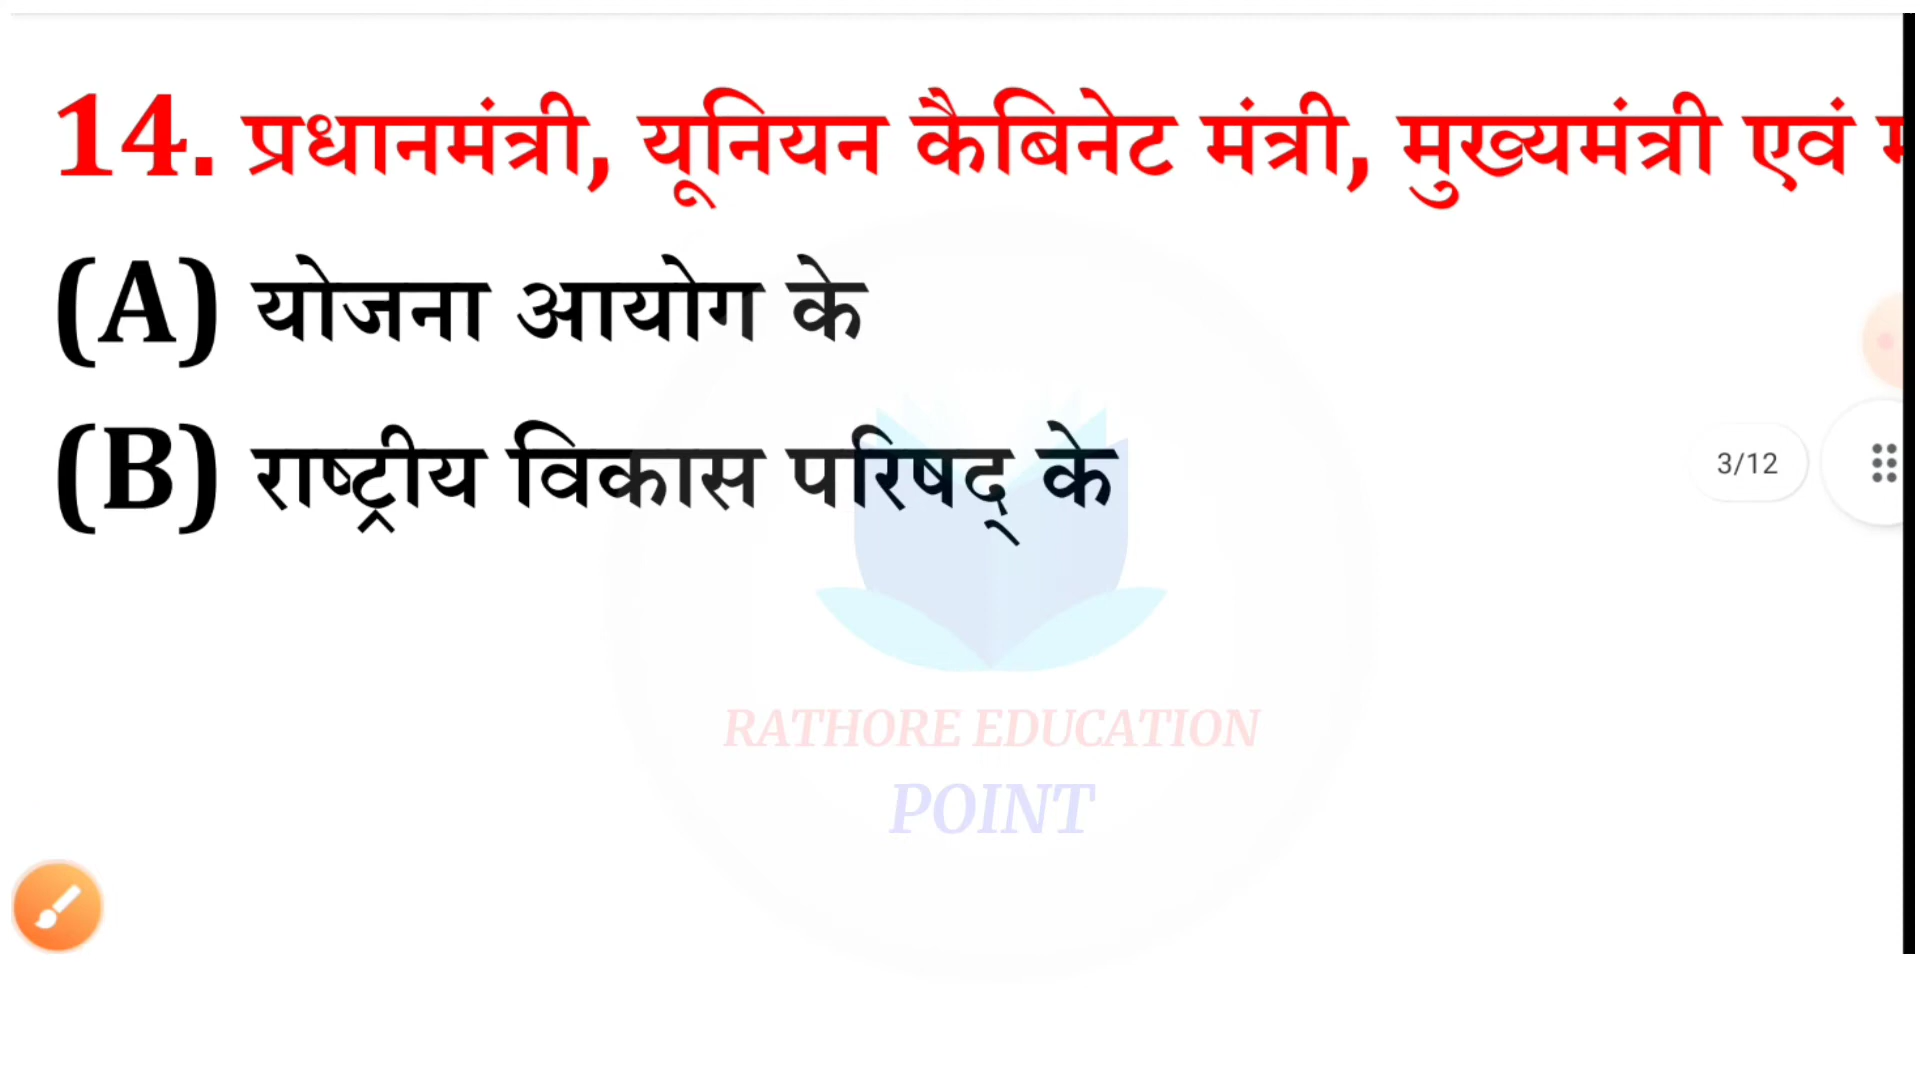 14. प्रधानमंत्री, यूनियन कैबिनेट मंत्री, मुख्यमंत्री एवं
(A) योजना आयोग के
(B) राष्ट्रीय विकास परिषद् के
3/12
RATHORE EDUCATION
POINT